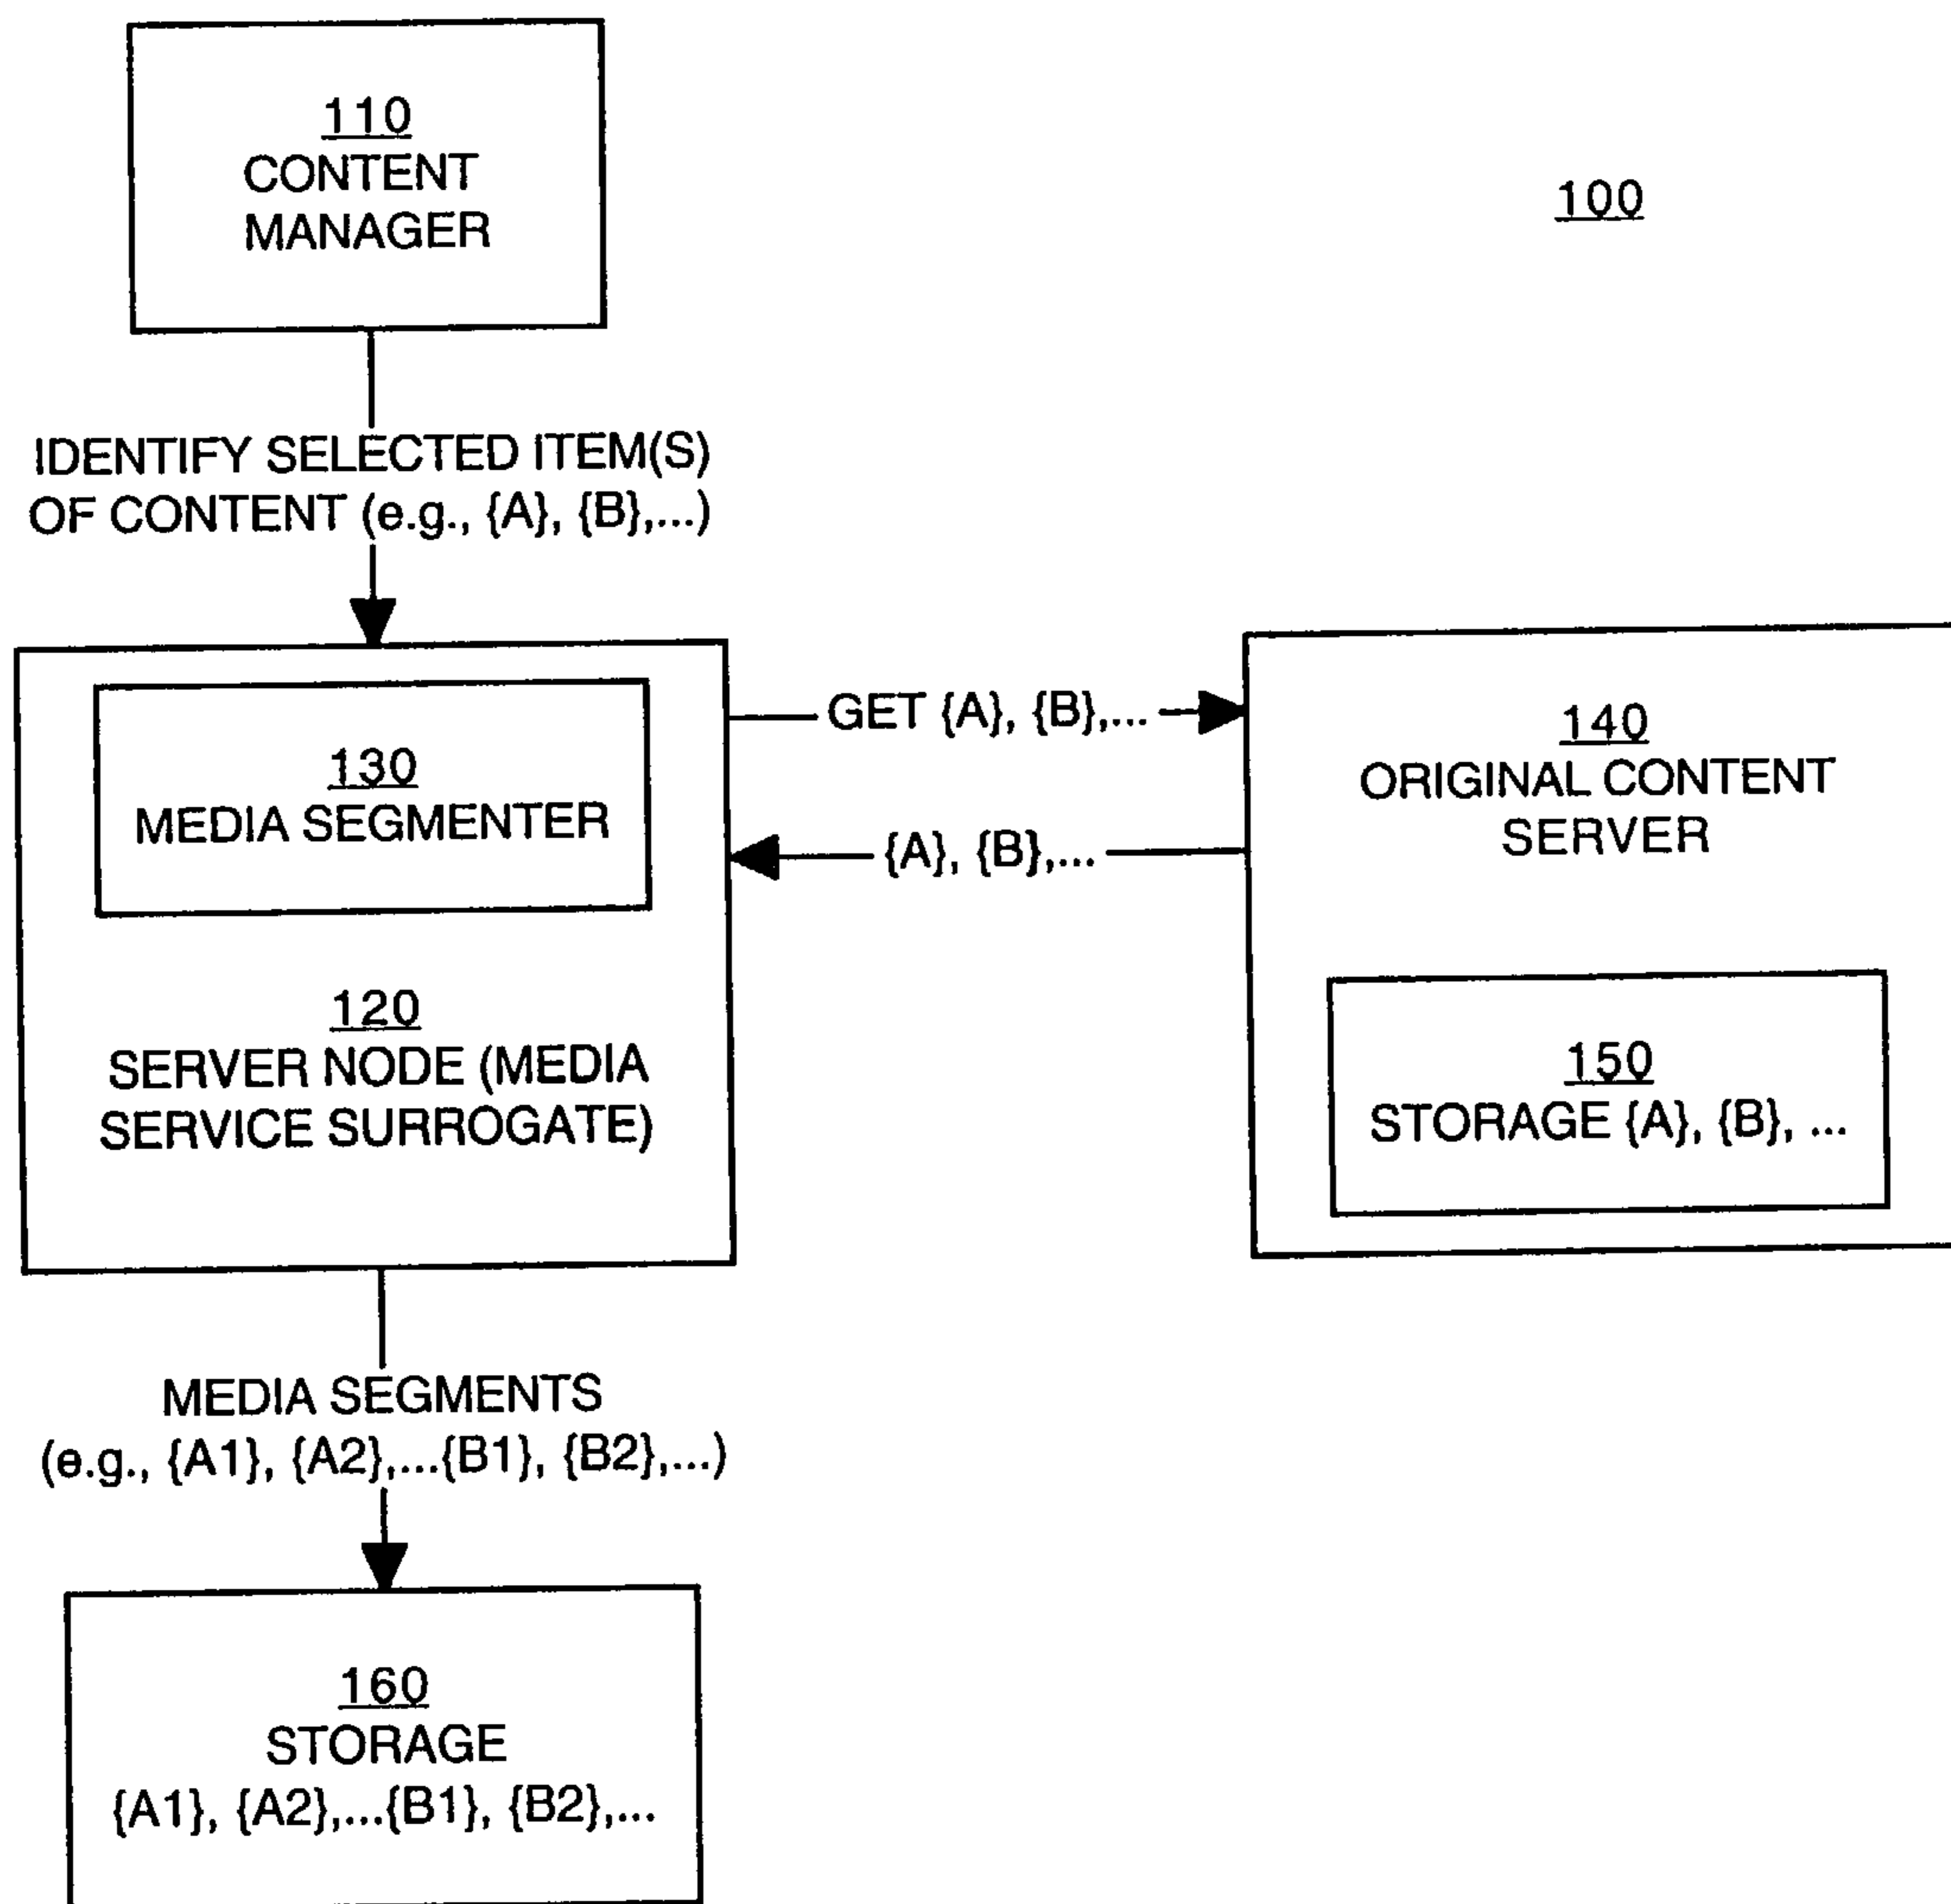 110
CONTENT
MANAGER
100
IDENTIFY SELECTED ITEM(S)
OF CONTENT (e.g., {A}, {B},...)
130
MEDIA SEGMENTER
120
SERVER NODE (MEDIA
SERVICE SURROGATE)
GET {A}, {B},...
{A}, {B},...
140
ORIGINAL CONTENT
SERVER
150
STORAGE {A}, {B}, ...
MEDIA SEGMENTS
(e.g., {A1}, {A2},...{B1}, {B2},...)
160
STORAGE
{A1}, {A2},...{B1}, {B2},...